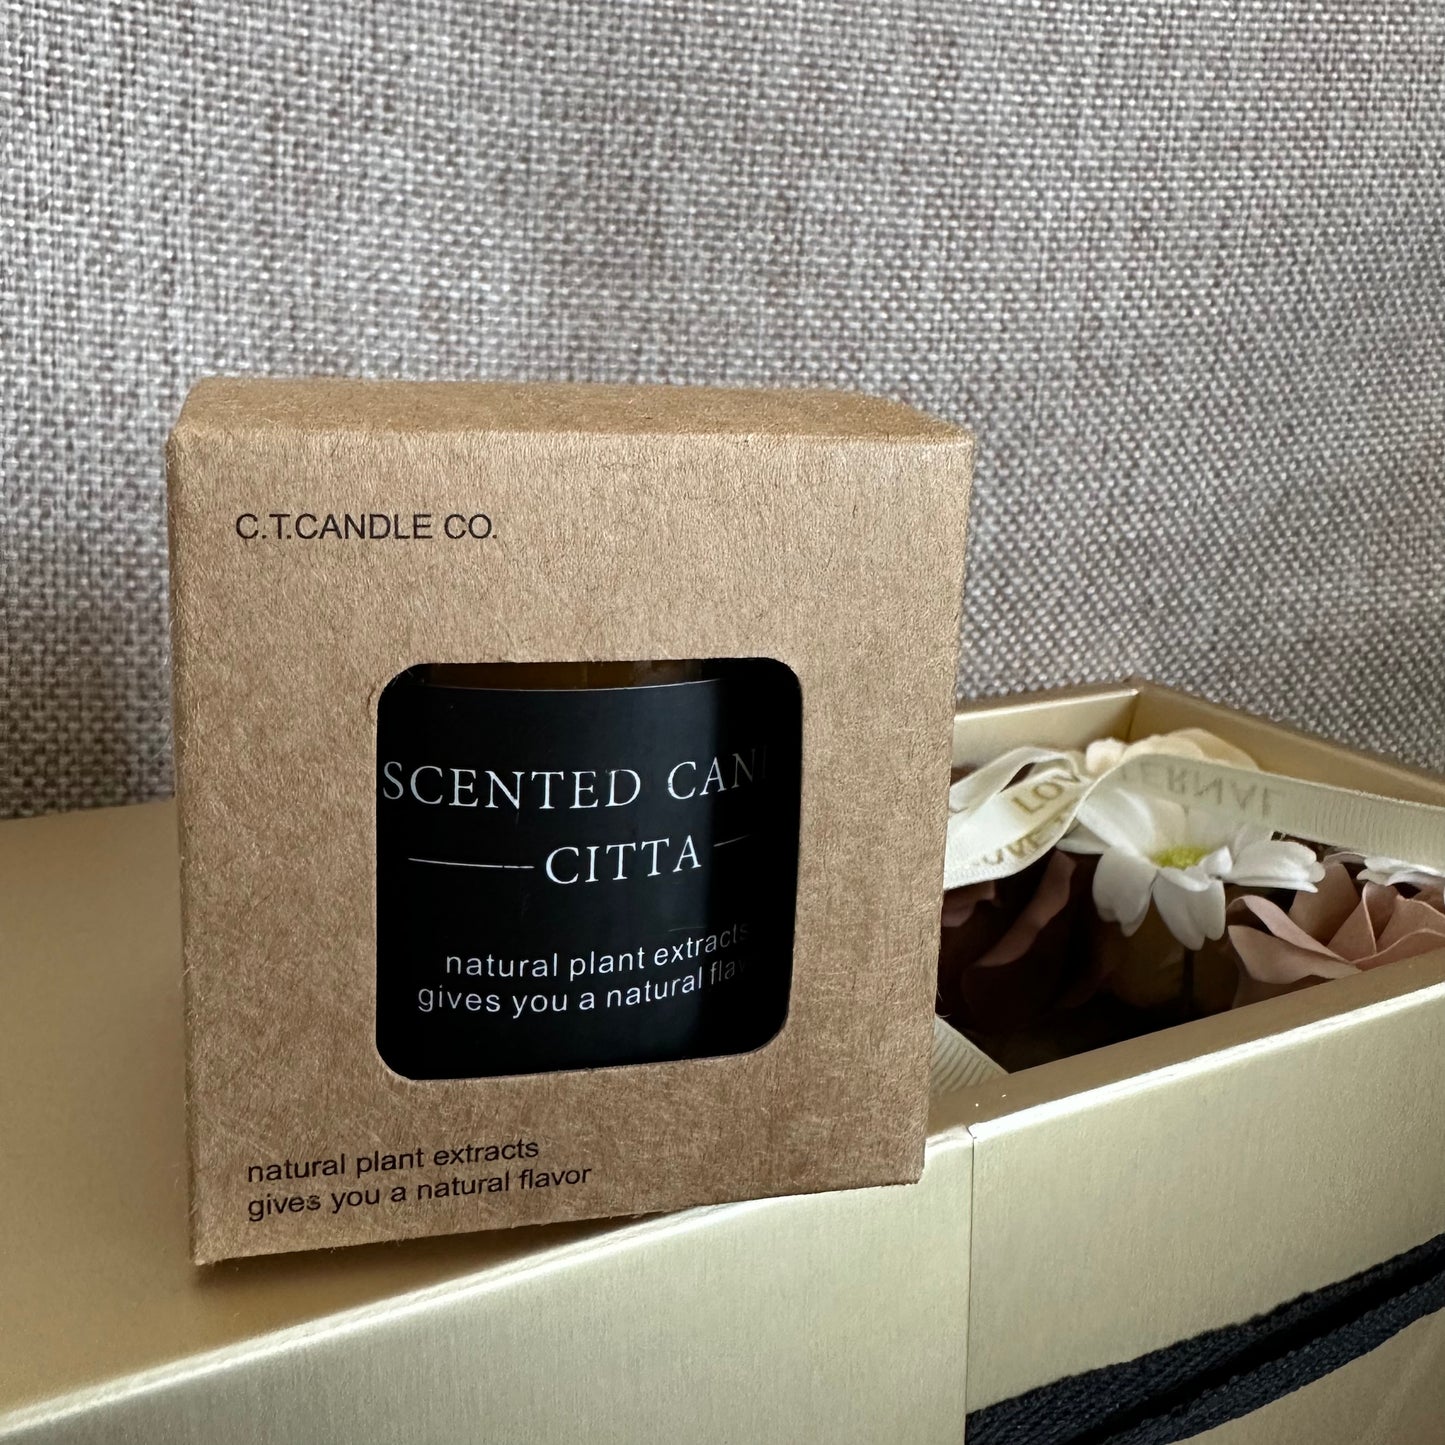 C.T.CANDLE CO.
SCENTED CAN
CITTA
natural plant extracts
gives you a natural fla
natural plant extracts
gives you a natural flavor